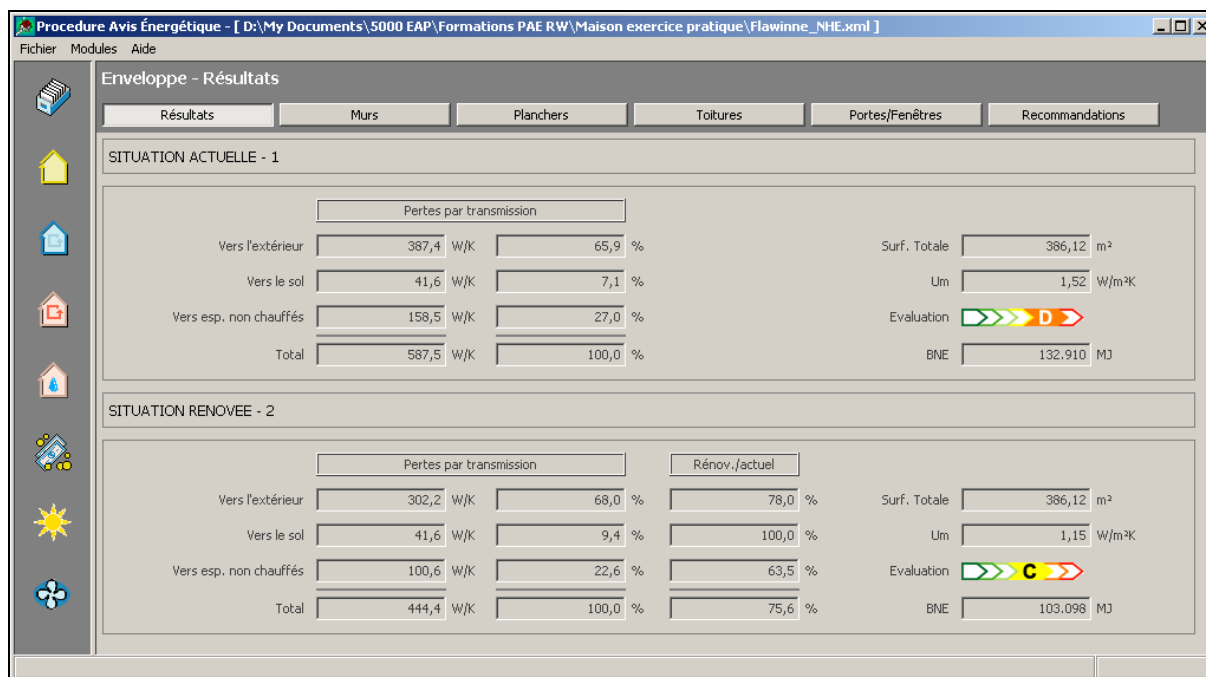 Procedure Avis Énergétique - [ D:\My Documents\5000 EAP\Formations PAE RW\Maison exercice pratique\Flawinne_NHE.xml ]
Fichier Modules Aide
Enveloppe - Résultats
Résultats Murs Planchers Toitures Portes/Fenêtres Recommandations
SITUATION ACTUELLE - 1
Pertes par transmission
Vers l'extérieur 387,4 W/K 65,9 % Surf. Totale 386,12 m²
Vers le sol 41,6 W/K 7,1 % Um 1,52 W/m²K
Vers esp. non chauffés 158,5 W/K 27,0 % Evaluation D
Total 587,5 W/K 100,0 % BNE 132.910 MJ
SITUATION RENOVEE - 2
Pertes par transmission Rénov./actuel
Vers l'extérieur 302,2 W/K 68,0 % 78,0 % Surf. Totale 386,12 m²
Vers le sol 41,6 W/K 9,4 % 100,0 % Um 1,15 W/m²K
Vers esp. non chauffés 100,6 W/K 22,6 % 63,5 % Evaluation C
Total 444,4 W/K 100,0 % 75,6 % BNE 103.098 MJ